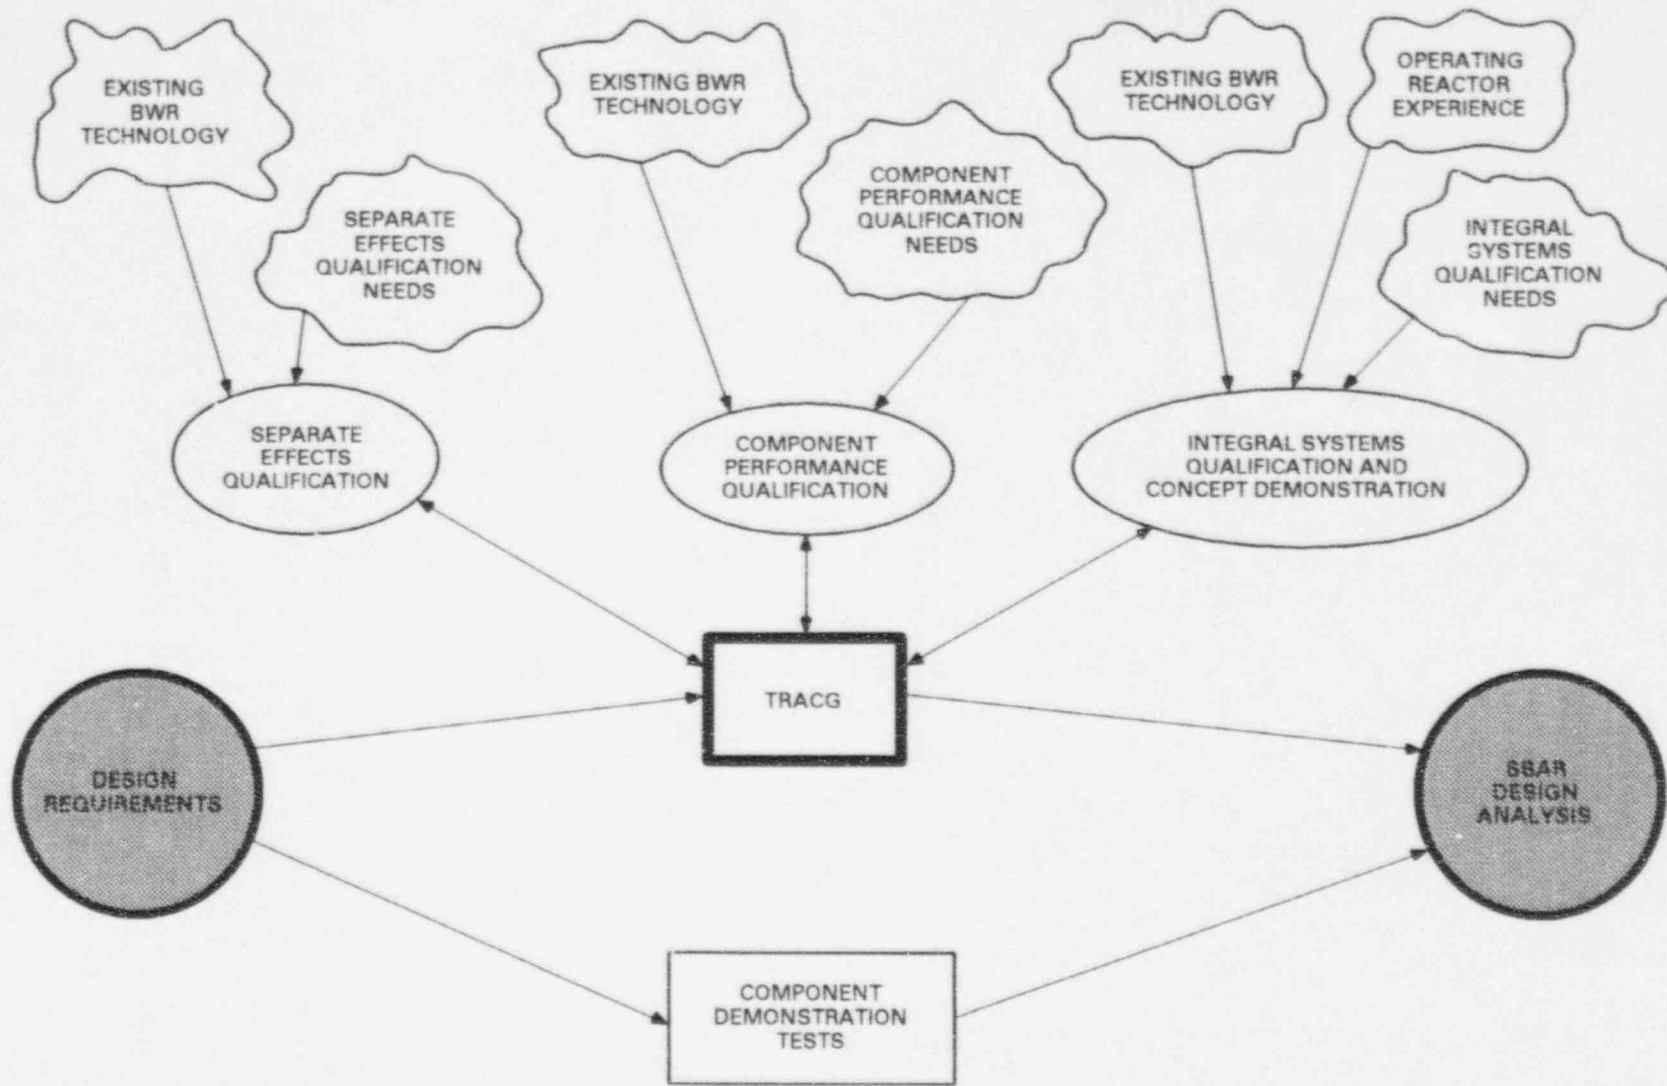 EXISTING
BWR
TECHNOLOGY
SEPARATE
EFFECTS
QUALIFICATION
NEEDS
EXISTING BWR
TECHNOLOGY
COMPONENT
PERFORMANCE
QUALIFICATION
NEEDS
EXISTING BWR
TECHNOLOGY
OPERATING
REACTOR
EXPERIENCE
INTEGRAL
SYSTEMS
QUALIFICATION
NEEDS
SEPARATE
EFFECTS
QUALIFICATION
COMPONENT
PERFORMANCE
QUALIFICATION
INTEGRAL SYSTEMS
QUALIFICATION AND
CONCEPT DEMONSTRATION
TRACG
DESIGN
REQUIREMENTS
SBAR
DESIGN
ANALYSIS
COMPONENT
DEMONSTRATION
TESTS